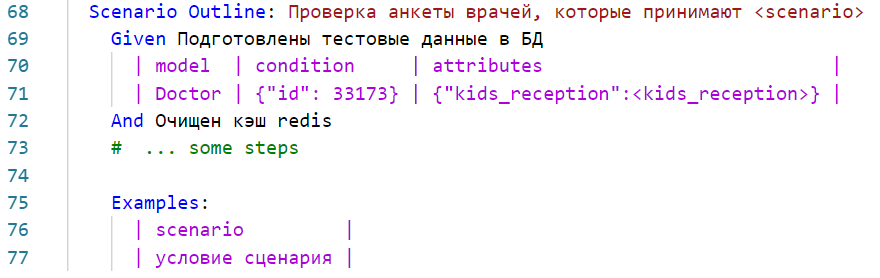 68 Scenario Outline: Проверка анкеты врачей, которые принимают <scenario>
69 Given Подготовлены тестовые данные в БД
70 | model | condition | attributes |
71 | Doctor | {"id": 33173} | {"kids_reception":<kids_reception>} |
72 And Очищен кэш redis
73 # ... some steps
74
75 Examples:
76 | scenario |
77 | условие сценария |